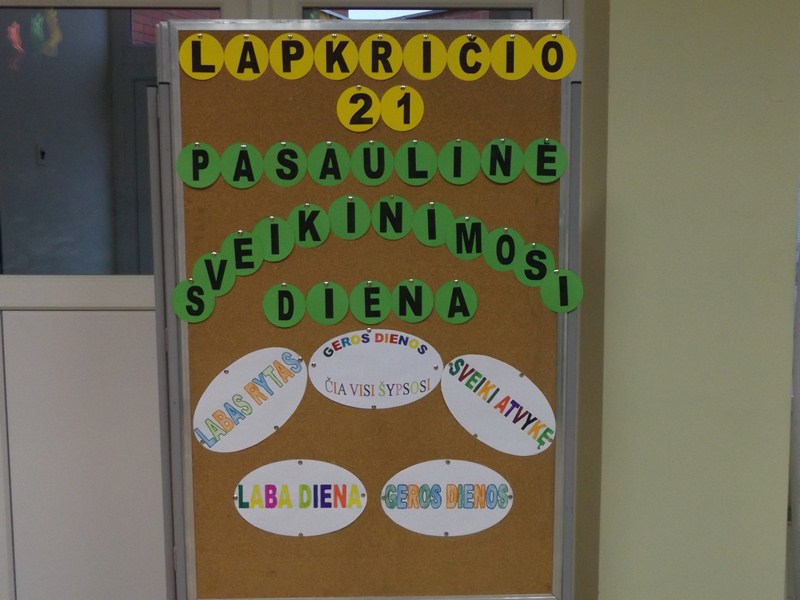 LAPKRIČIO
21
PASAULINĖ
SVEIKINIMOSI
DIENA
GEROS DIENOS
ČIA VISI ŠYPSOSI
LABAS RYTAS
SVEIKI ATVYKĘ
LABA DIENA
GEROS DIENOS